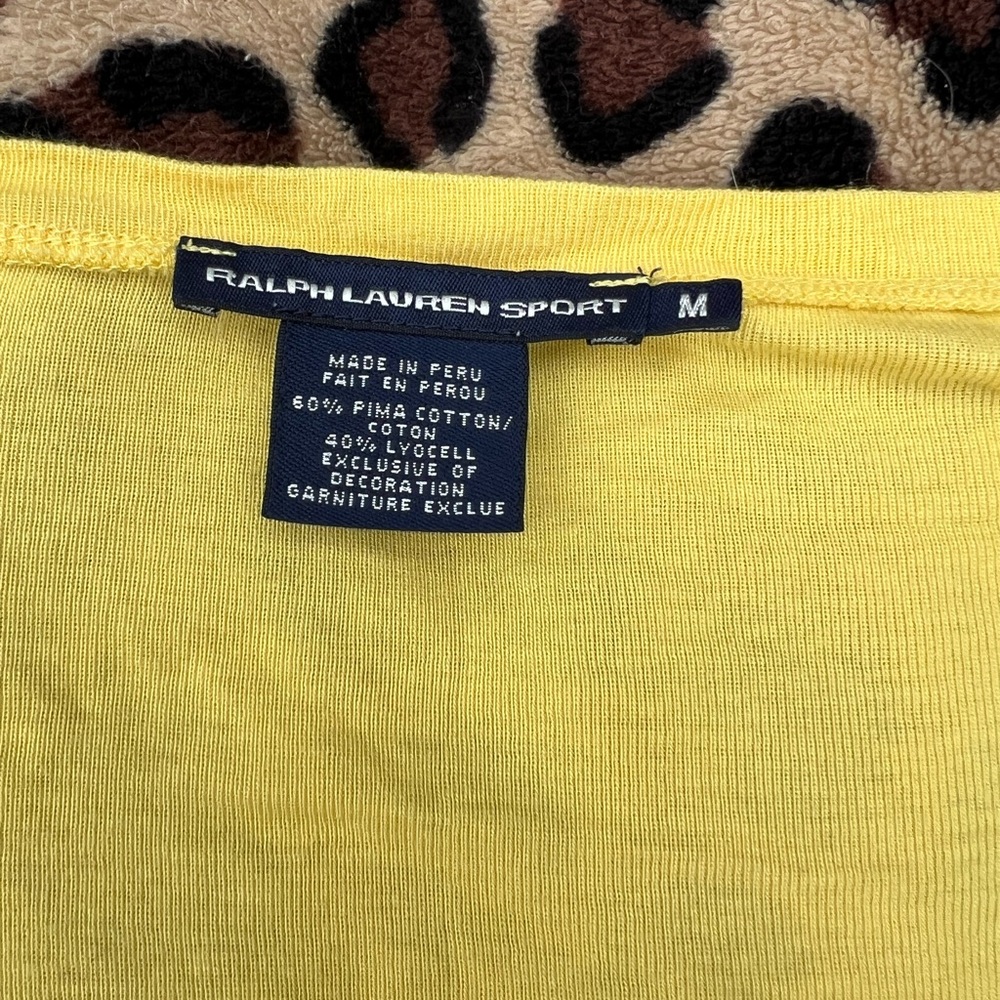 RALPH LAUREN SPORT M
MADE IN PERU
FAIT EN PEROU
60% PIMA COTTON/
COTON
40% LYOCELL
EXCLUSIVE OF
DECORATION
GARNITURE EXCLUE